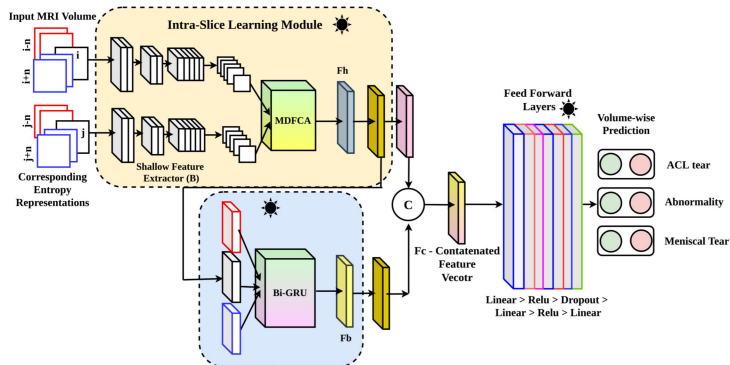 Input MRI Volume
i-n
i
i+n
j-n
j
j+n
Corresponding
Entropy
Representations
Intra-Slice Learning Module
Shallow Feature
Extractor (B)
MDFCA
Fh
Bi-GRU
Fb
C
Fc - Contatenated
Feature
Vecotr
Feed Forward
Layers
Linear > Relu > Dropout >
Linear > Relu > Linear
Volume-wise
Prediction
ACL tear
Abnormality
Meniscal Tear